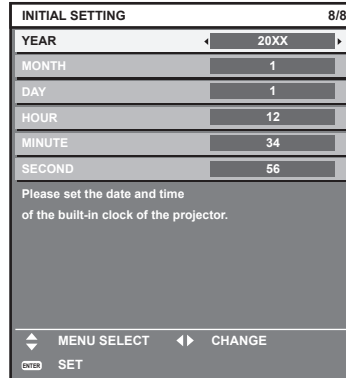 INITIAL SETTING 8/8
YEAR 20XX
MONTH 1
DAY 1
HOUR 12
MINUTE 34
SECOND 56
Please set the date and time
of the built-in clock of the projector.
MENU SELECT CHANGE
ENTER SET